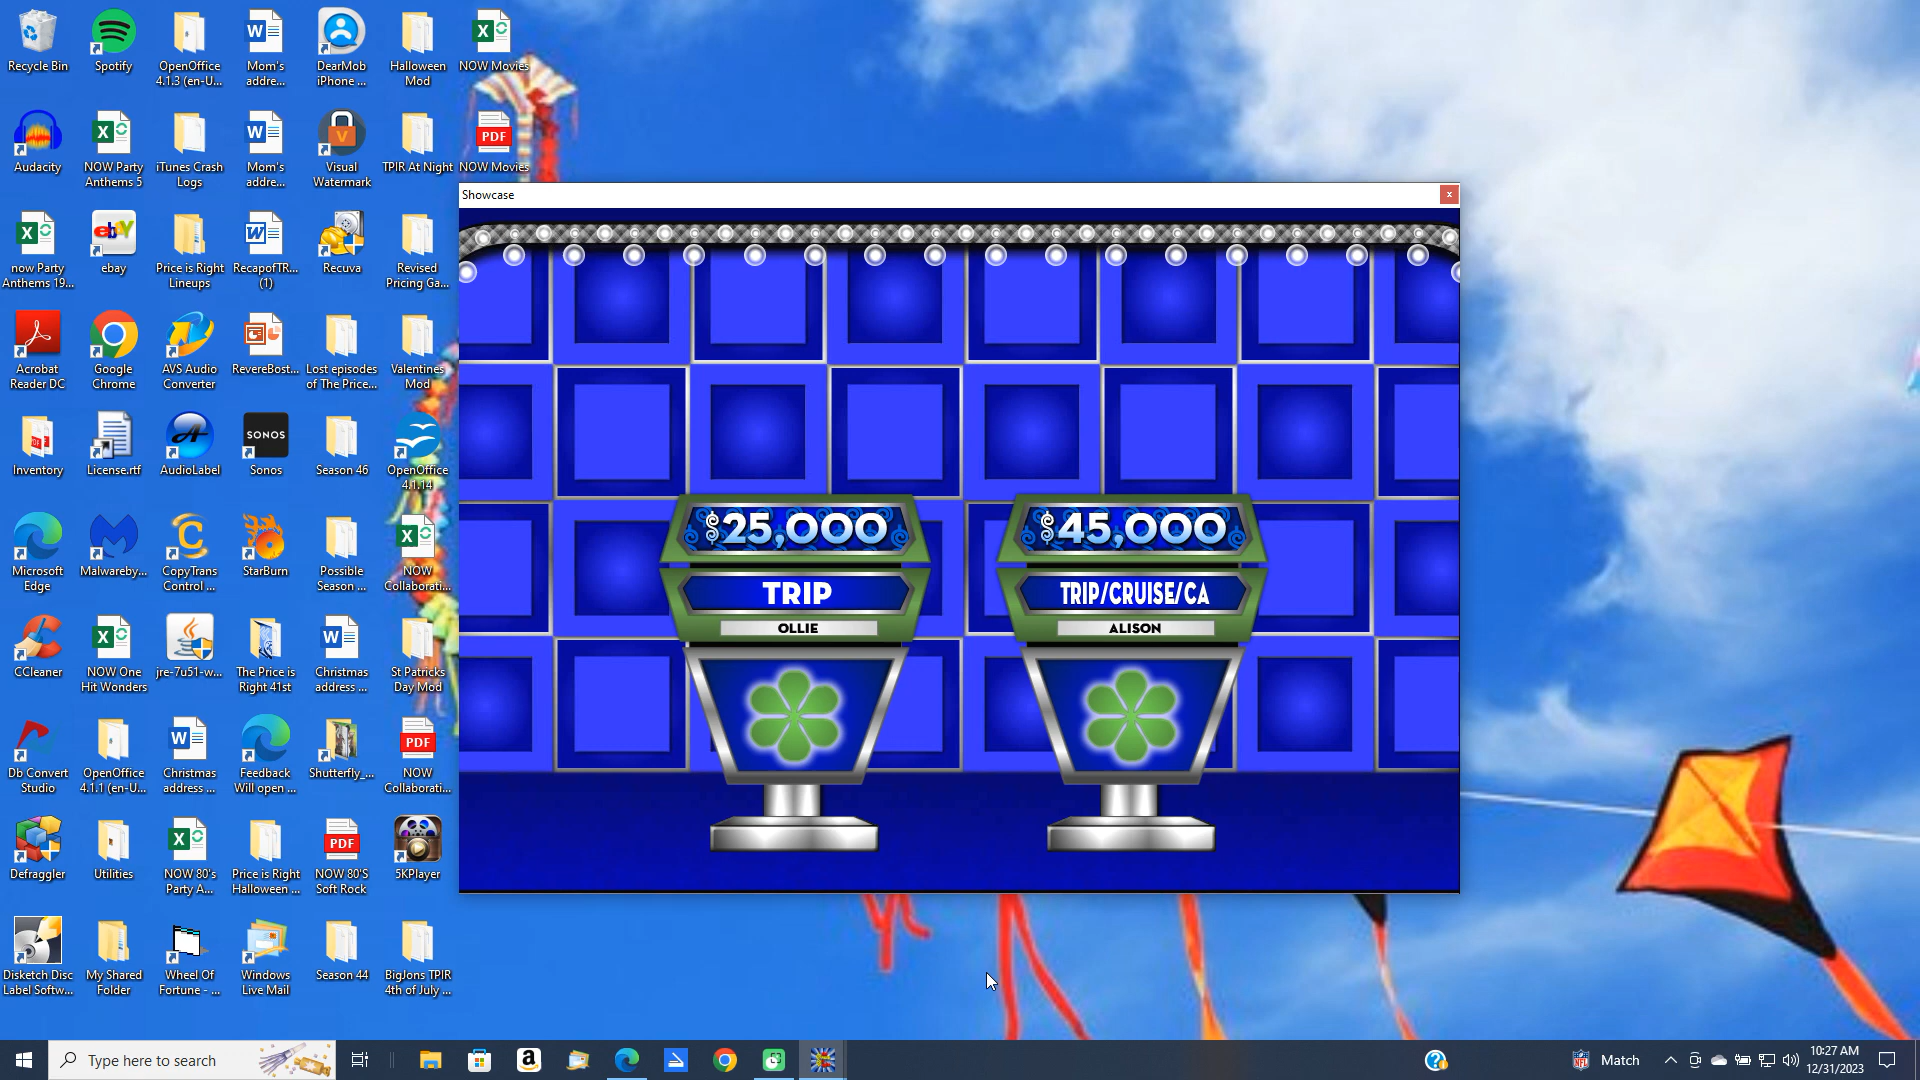 Recycle Bin
Spotify
OpenOffice
4.1.3 (en-U...
Mom's
addre...
DearMob
iPhone ...
Halloween
Mod
NOW Movies
Audacity
NOW Party
Anthems 5
iTunes Crash
Logs
Mom's
addre...
Visual
Watermark
TPIR At Night
PDF
NOW Movies
now Party
Anthems 19...
ebay
Price is Right
Lineups
RecapofTR...
(1)
Recuva
Revised
Pricing Ga...
Acrobat
Reader DC
Google
Chrome
AVS Audio
Converter
RevereBost...
Lost episodes
of The Price...
Valentines
Mod
Inventory
License.rtf
AudioLabel
SONOS
Sonos
Season 46
OpenOffice
4.1.14
Microsoft
Edge
Malwareby...
CopyTrans
Control ...
StarBurn
Possible
Season ...
NOW
Collaborati...
CCleaner
NOW One
Hit Wonders
jre-7u51-w...
The Price is
Right 41st
Christmas
address ...
St Patricks
Day Mod
Db Convert
Studio
OpenOffice
4.1.1 (en-U...
Christmas
address ...
Feedback
Will open ...
Shutterfly_...
PDF
NOW
Collaborati...
Defraggler
Utilities
NOW 80's
Party A...
Price is Right
Halloween ...
PDF
NOW 80'S
Soft Rock
5KPlayer
Disketch Disc
Label Softw...
My Shared
Folder
Wheel Of
Fortune - ...
Windows
Live Mail
Season 44
BigJons TPIR
4th of July ...
Showcase
x
$25,000
TRIP
OLLIE
$45,000
TRIP/CRUISE/CA
ALISON
Type here to search
Match
10:27 AM
12/31/2023